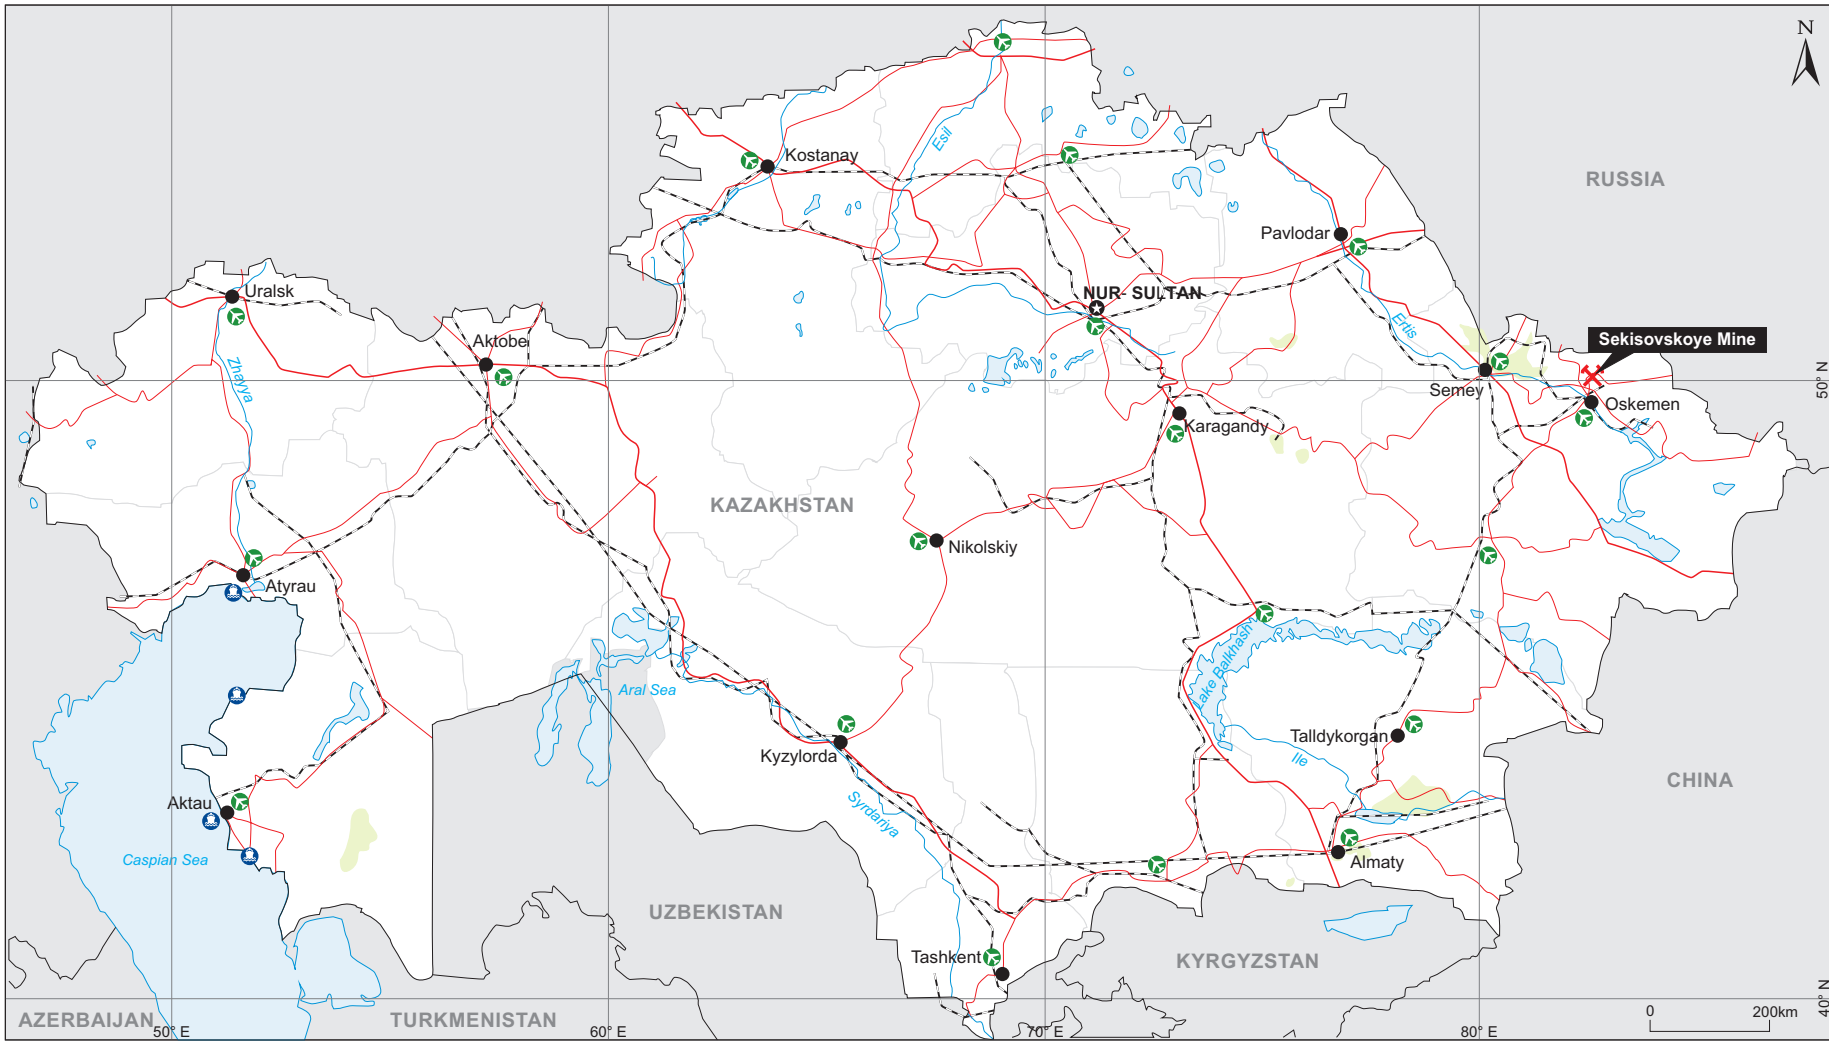 N
Esil
Kostanay
RUSSIA
Pavlodar
Uralsk
NUR- SULTAN
Ertis
Aktobe
Sekisovskoye Mine
Zhayya
50° N
Semey
Oskemen
Karagandy
KAZAKHSTAN
Nikolskiy
Atyrau
Lake Balkhash
Aral Sea
Talldykorgan
Kyzylorda
Ile
CHINA
Aktau
Syrdariya
Caspian Sea
Almaty
UZBEKISTAN
Tashkent
KYRGYZSTAN
40° N
0 200km
AZERBAIJAN
TURKMENISTAN
50° E
60° E
70° E
80° E